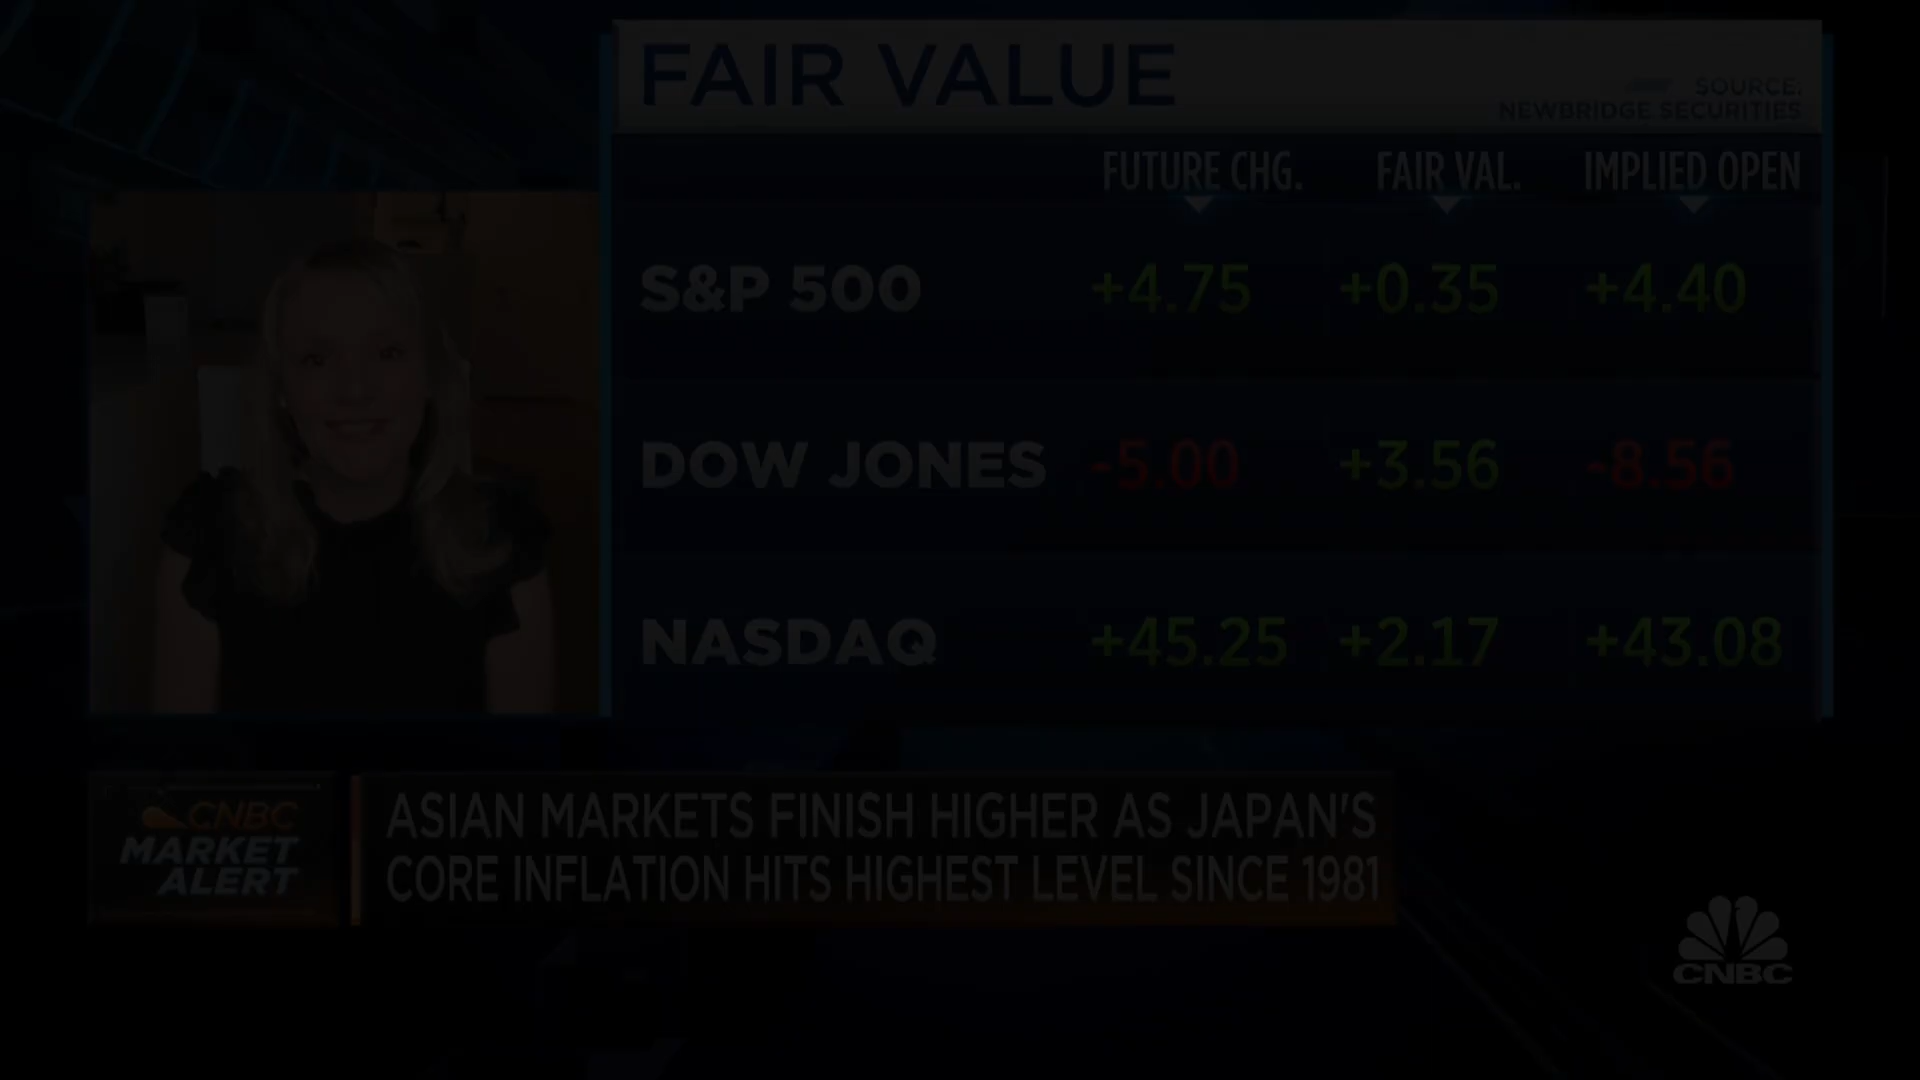 FAIR VALUE
SOURCE:
NEWBRIDGE SECURITIES
FUTURE CHG. FAIR VAL. IMPLIED OPEN
S&P 500 +4.75 +0.35 +4.40
DOW JONES -5.00 +3.56 -8.56
NASDAQ +45.25 +2.17 +43.08
CNBC
MARKET
ALERT
ASIAN MARKETS FINISH HIGHER AS JAPAN'S
CORE INFLATION HITS HIGHEST LEVEL SINCE 1981
CNBC